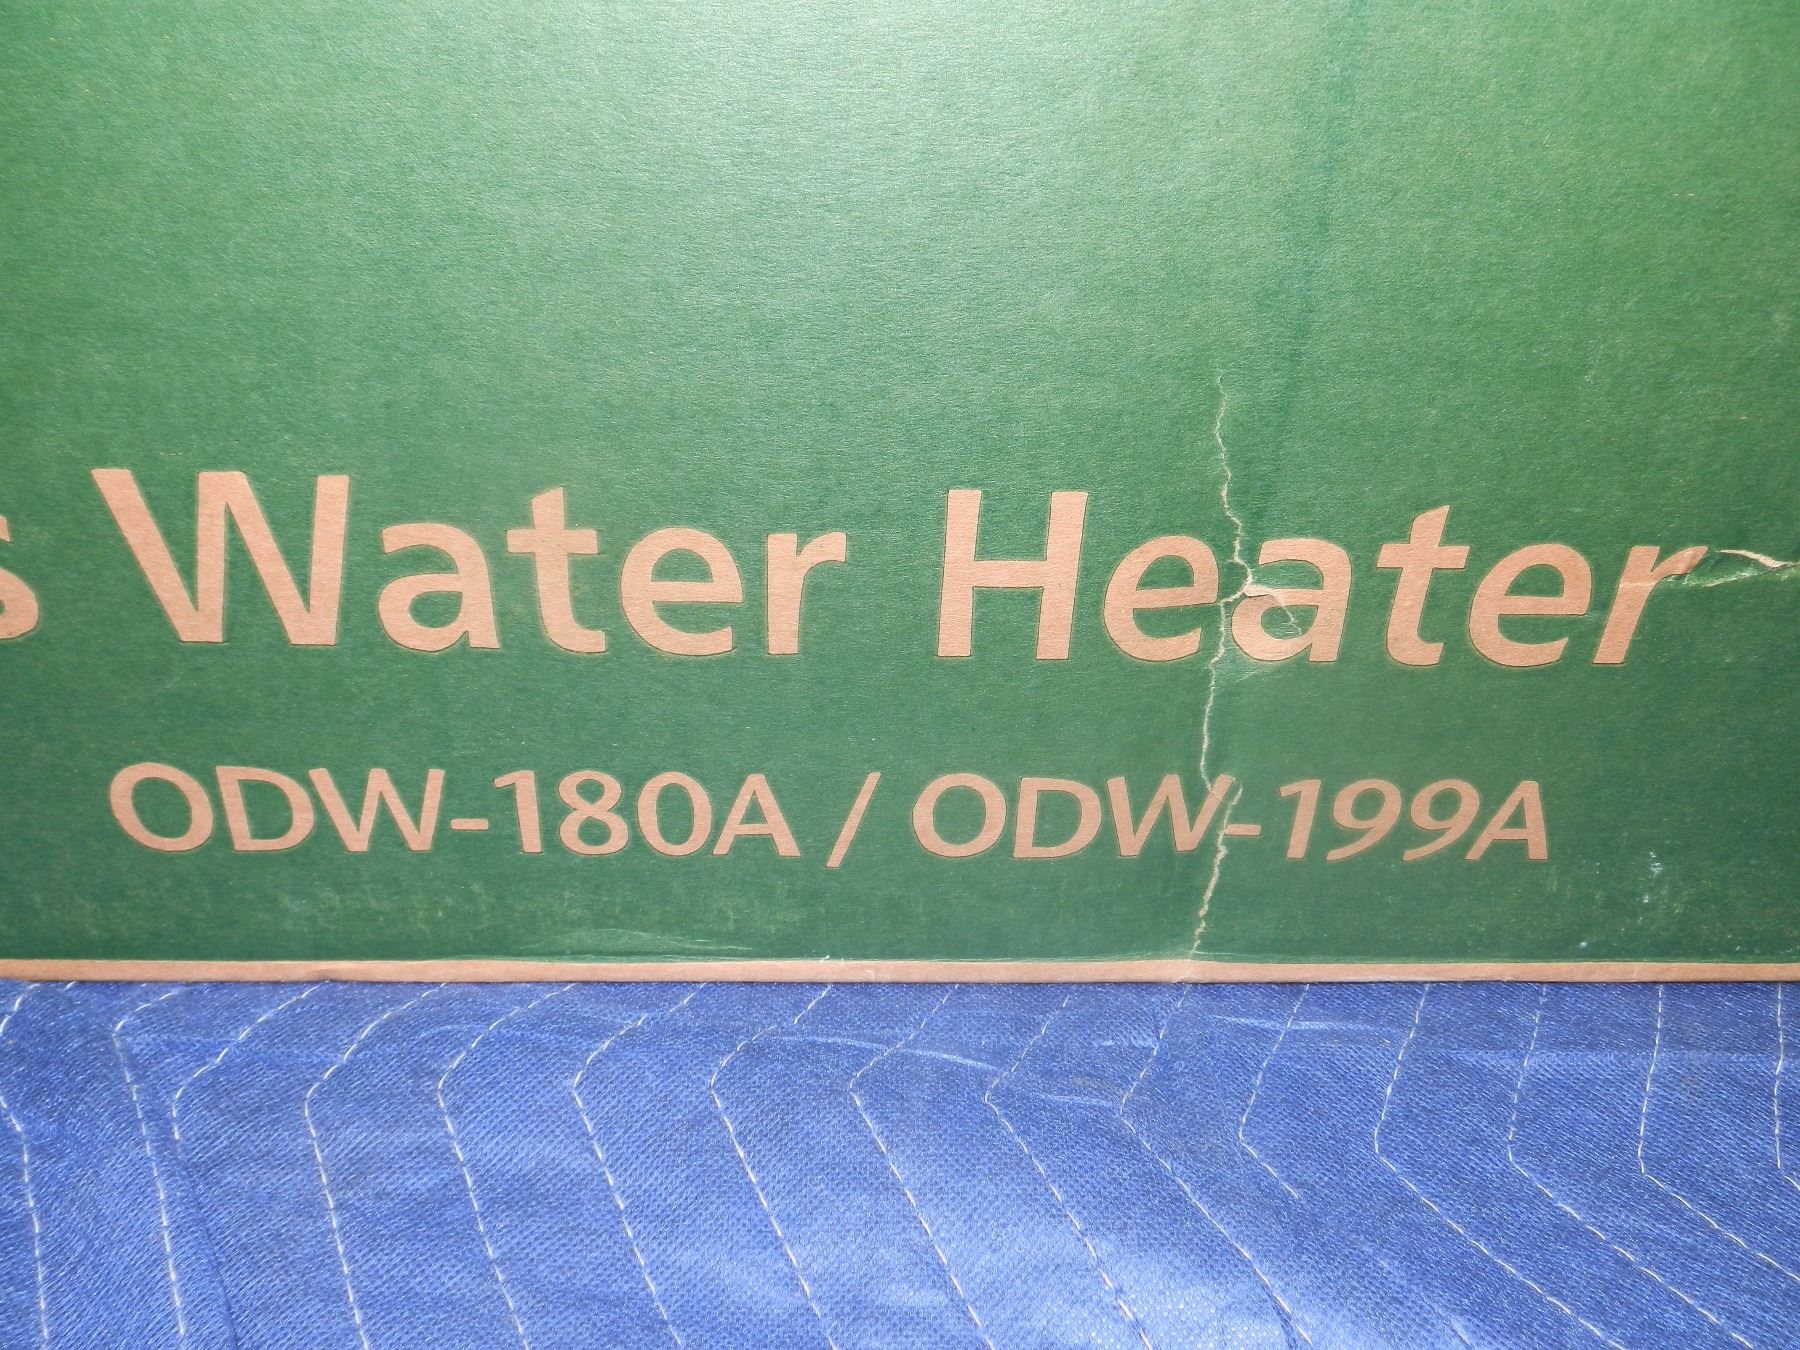 s Water Heater
ODW-180A / ODW-199A